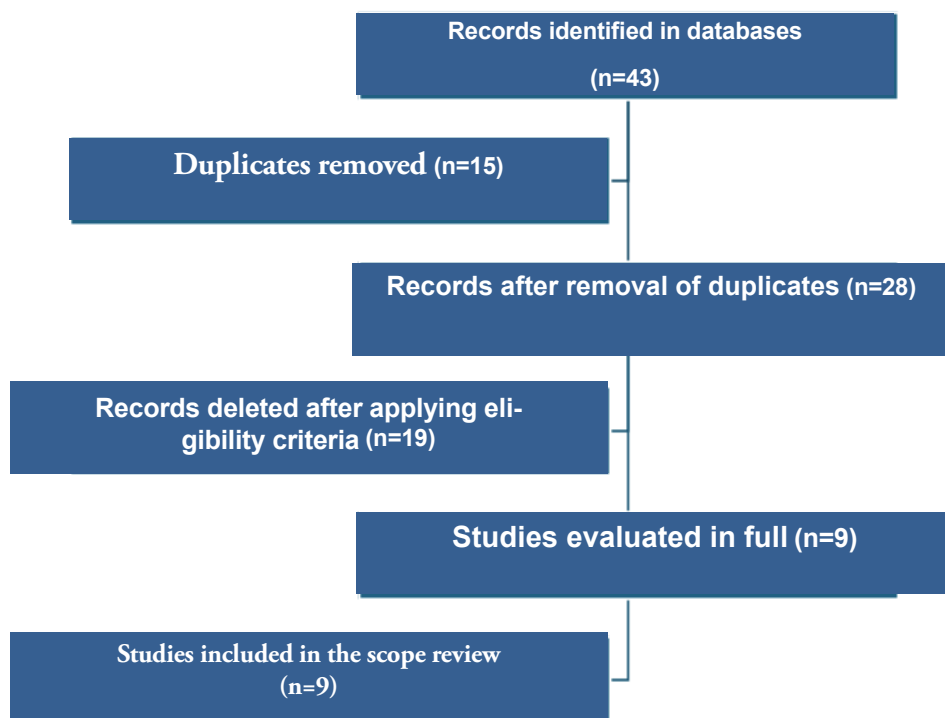 Records identified in databases
(n=43)
Duplicates removed (n=15)
Records after removal of duplicates (n=28)
Records deleted after applying eli-
gibility criteria (n=19)
Studies evaluated in full (n=9)
Studies included in the scope review
(n=9)